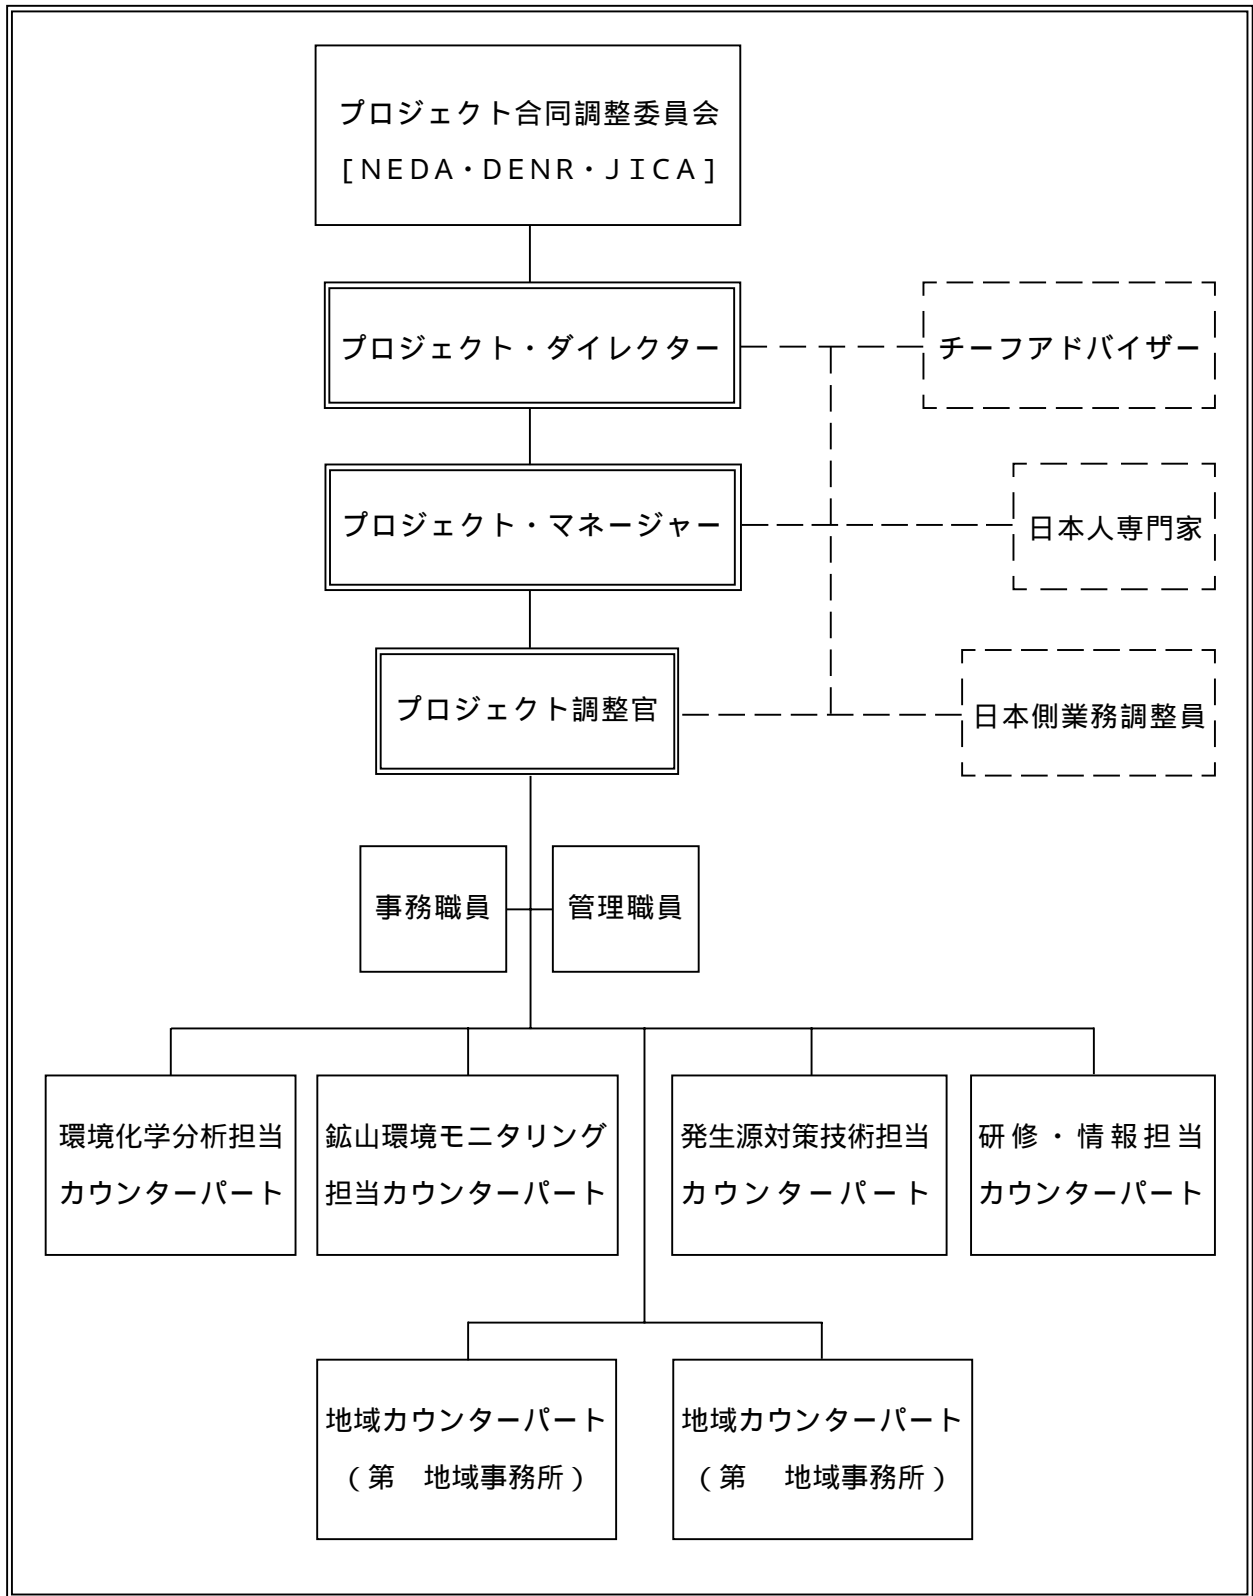 プロジェクト合同調整委員会
[NEDA・DENR・JICA]
プロジェクト・ダイレクター
チーフアドバイザー
プロジェクト・マネージャー
日本人専門家
プロジェクト調整官
日本側業務調整員
事務職員
管理職員
環境化学分析担当
カウンターパート
鉱山環境モニタリング
担当カウンターパート
発生源対策技術担当
カウンターパート
研修・情報担当
カウンターパート
地域カウンターパート
(第　地域事務所)
地域カウンターパート
(第　地域事務所)